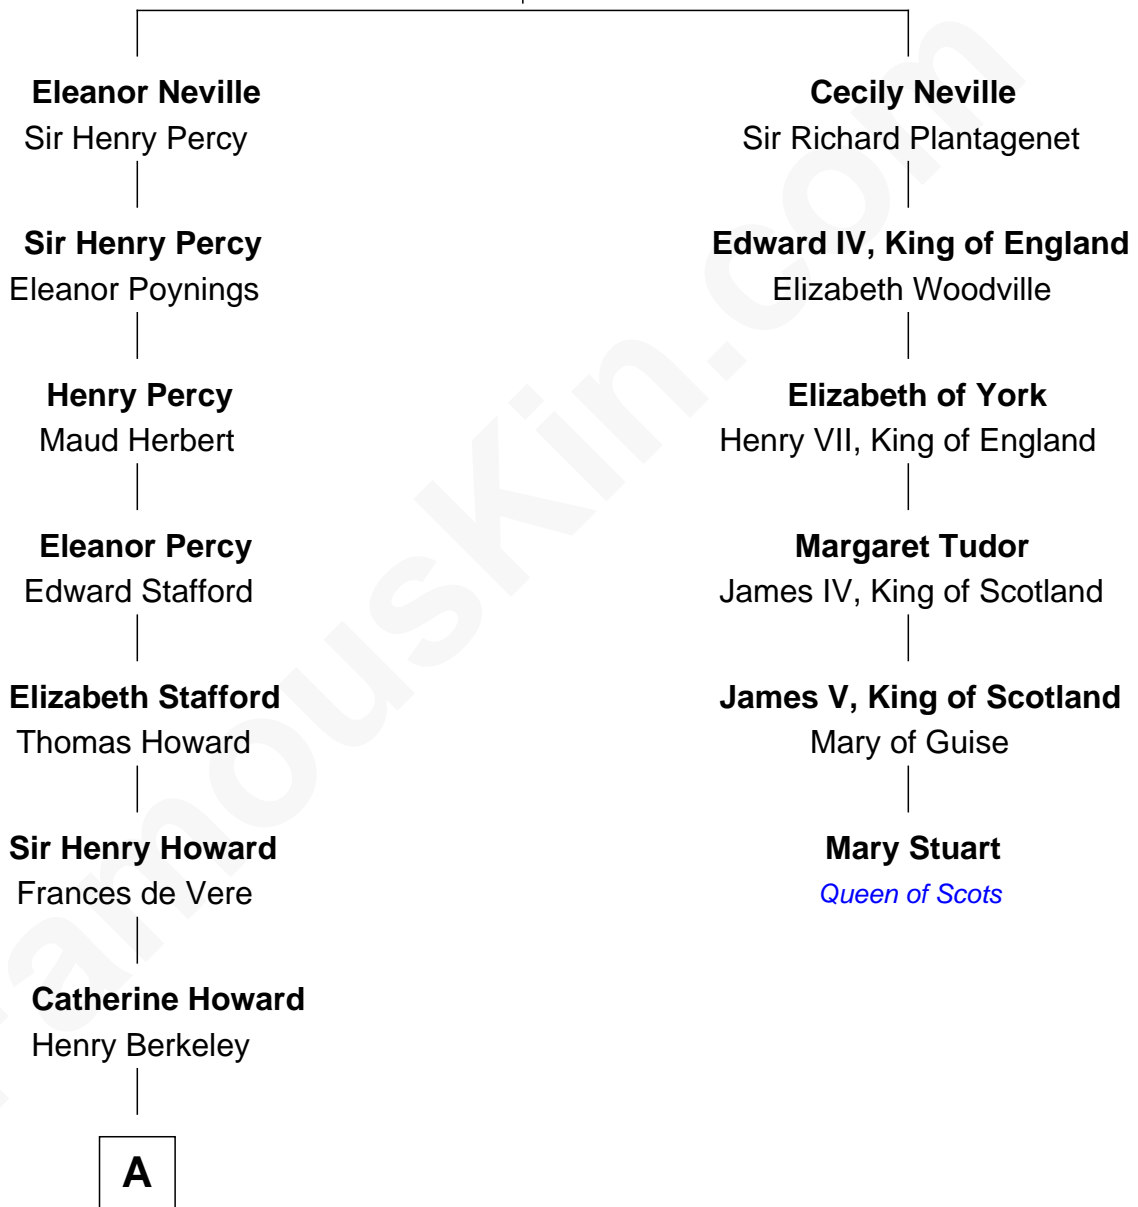 Eleanor Neville
Sir Henry Percy
Cecily Neville
Sir Richard Plantagenet
Sir Henry Percy
Eleanor Poynings
Edward IV, King of England
Elizabeth Woodville
Henry Percy
Maud Herbert
Elizabeth of York
Henry VII, King of England
Eleanor Percy
Edward Stafford
Margaret Tudor
James IV, King of Scotland
Elizabeth Stafford
Thomas Howard
James V, King of Scotland
Mary of Guise
Sir Henry Howard
Frances de Vere
Mary Stuart
Queen of Scots
Catherine Howard
Henry Berkeley
A
FamousKin.com